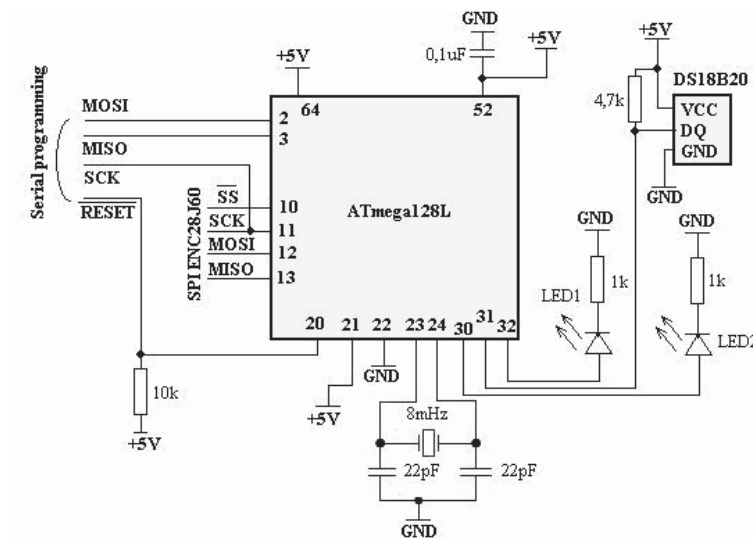 GND
+5V
0,1uF
+5V
+5V
DS18B20
4,7k
VCC
DQ
GND
GND
Serial programming
MOSI
MISO
SCK
RESET
64
52
2
3
10
11
12
13
ATmega128L
SPI ENC28J60
SS
SCK
MOSI
MISO
20
21
22
23
24
30
31
32
GND
1k
LED1
GND
1k
LED2
10k
+5V
+5V
GND
8mHz
22pF
22pF
GND